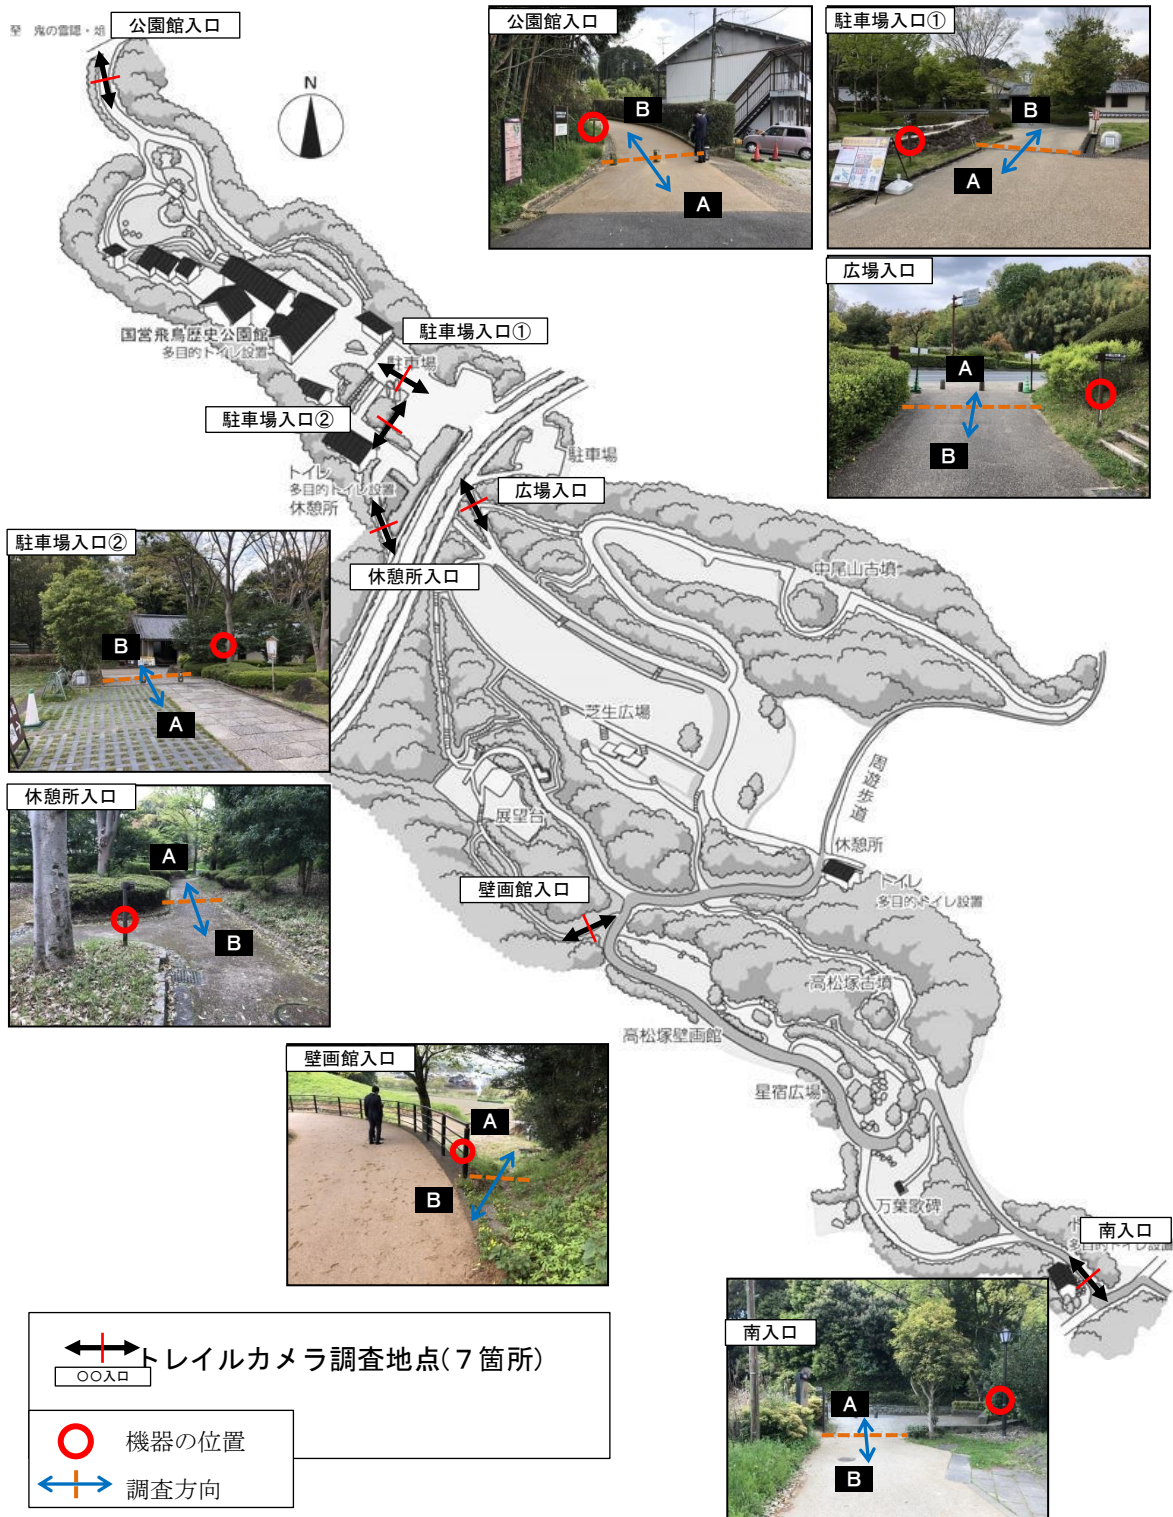 公園館入口
公園館入口
駐車場入口①
B
A
B
A
N
広場入口
A
B
国営飛鳥歴史公園館
多目的トイレ設置
駐車場入口①
駐車場
駐車場入口②
トイレ
多目的トイレ設置
休憩所
駐車場
広場入口
休憩所入口
中尾山古墳
駐車場入口②
B
A
芝生広場
周遊歩道
展望台
休憩所
トイレ
多目的トイレ設置
休憩所入口
A
B
壁画館入口
高松塚古墳
高松塚壁画館
星宿広場
壁画館入口
A
B
万葉歌碑
南入口
多目的トイレ設置
南入口
A
B
トレイルカメラ調査地点(7箇所)
○○入口
機器の位置
調査方向